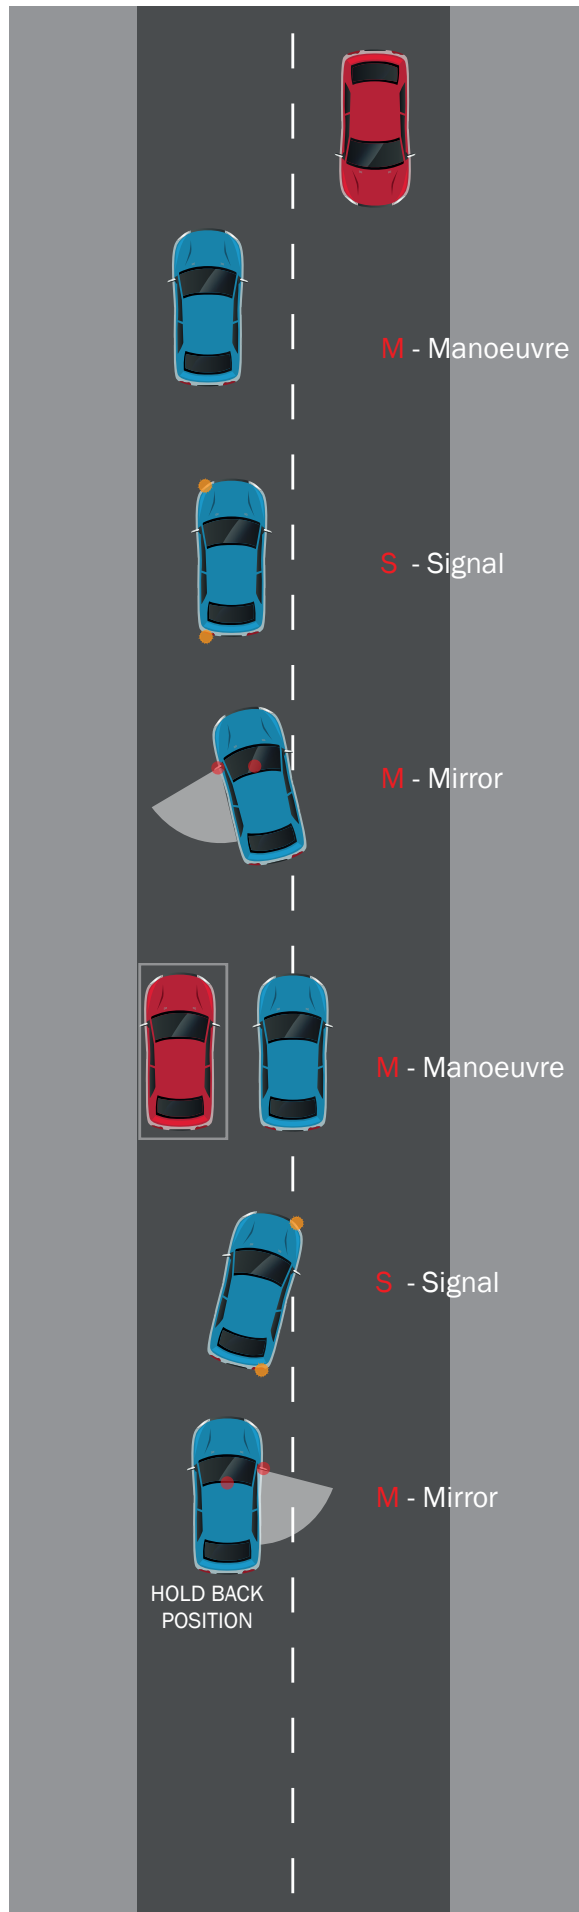 M - Manoeuvre
S - Signal
M - Mirror
M - Manoeuvre
S - Signal
M - Mirror
HOLD BACK
POSITION